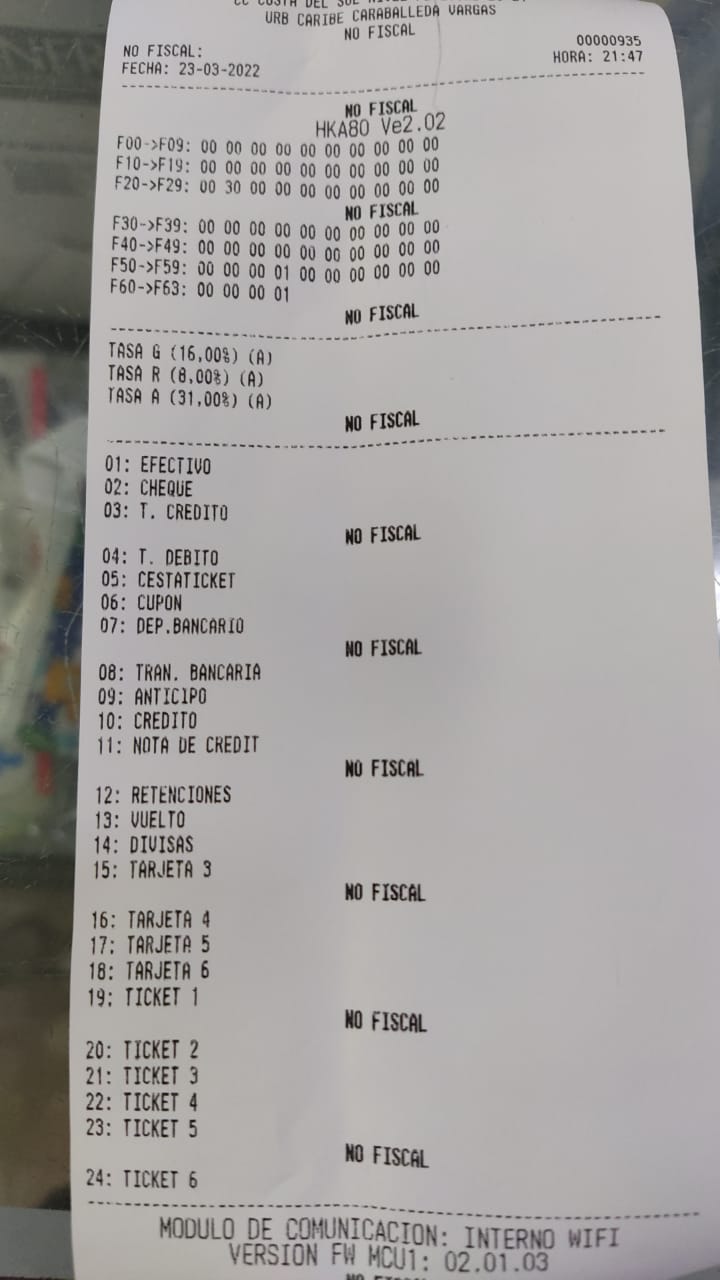 CC COSTA DEL SOL NIVEL
URB CARIBE CARABALLEDA VARGAS
NO FISCAL
NO FISCAL: 00000935
FECHA: 23-03-2022 HORA: 21:47
NO FISCAL
HKA80 Ve2.02
F00->F09: 00 00 00 00 00 00 00 00 00 00
F10->F19: 00 00 00 00 00 00 00 00 00 00
F20->F29: 00 30 00 00 00 00 00 00 00 00
NO FISCAL
F30->F39: 00 00 00 00 00 00 00 00 00 00
F40->F49: 00 00 00 00 00 00 00 00 00 00
F50->F59: 00 00 00 01 00 00 00 00 00 00
F60->F63: 00 00 00 01
NO FISCAL
TASA G (16,00%) (A)
TASA R (8,00%) (A)
TASA A (31,00%) (A)
NO FISCAL
01: EFECTIVO
02: CHEQUE
03: T. CREDITO
NO FISCAL
04: T. DEBITO
05: CESTATICKET
06: CUPON
07: DEP.BANCARIO
NO FISCAL
08: TRAN. BANCARIA
09: ANTICIPO
10: CREDITO
11: NOTA DE CREDIT
NO FISCAL
12: RETENCIONES
13: VUELTO
14: DIVISAS
15: TARJETA 3
NO FISCAL
16: TARJETA 4
17: TARJETA 5
18: TARJETA 6
19: TICKET 1
NO FISCAL
20: TICKET 2
21: TICKET 3
22: TICKET 4
23: TICKET 5
NO FISCAL
24: TICKET 6
MODULO DE COMUNICACION: INTERNO WIFI
VERSION FW MCU1: 02.01.03
NO FISCAL